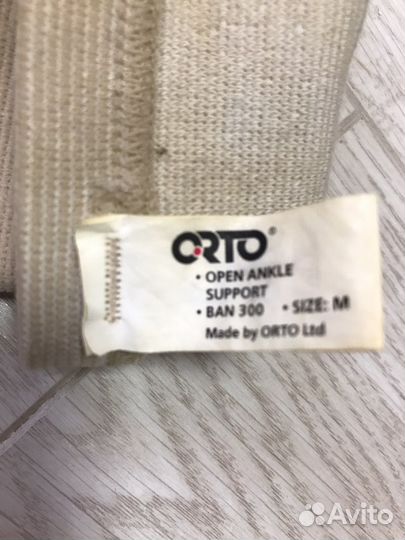 ORTO
• OPEN ANKLE
SUPPORT
• BAN 300 • SIZE: M
Made by ORTO Ltd
Avito